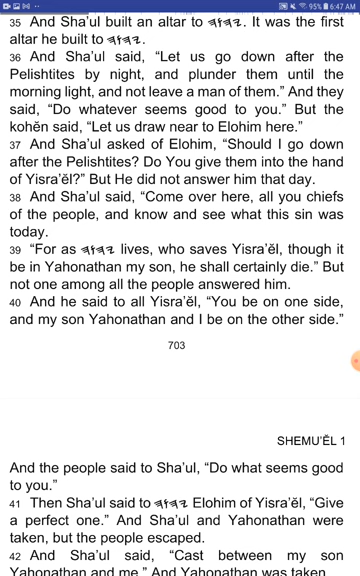 95% 6:47 AM
35 And Sha’ul built an altar to 𐤉𐤄𐤅𐤄. It was the first
altar he built to 𐤉𐤄𐤅𐤄.
36 And Sha’ul said, “Let us go down after the
Pelishtites by night, and plunder them until the
morning light, and not leave a man of them.” And they
said, “Do whatever seems good to you.” But the
kohĕn said, “Let us draw near to Elohim here.”
37 And Sha’ul asked of Elohim, “Should I go down
after the Pelishtites? Do You give them into the hand
of Yisra’ĕl?” But He did not answer him that day.
38 And Sha’ul said, “Come over here, all you chiefs
of the people, and know and see what this sin was
today.
39 “For as 𐤉𐤄𐤅𐤄 lives, who saves Yisra’ĕl, though it
be in Yahonathan my son, he shall certainly die.” But
not one among all the people answered him.
40 And he said to all Yisra’ĕl, “You be on one side,
and my son Yahonathan and I be on the other side.”
703
SHEMU’ĔL 1
And the people said to Sha’ul, “Do what seems good
to you.”
41 Then Sha’ul said to 𐤉𐤄𐤅𐤄 Elohim of Yisra’ĕl, “Give
a perfect one.” And Sha’ul and Yahonathan were
taken, but the people escaped.
42 And Sha’ul said, “Cast between my son
Yahonathan and me.” And Yahonathan was taken